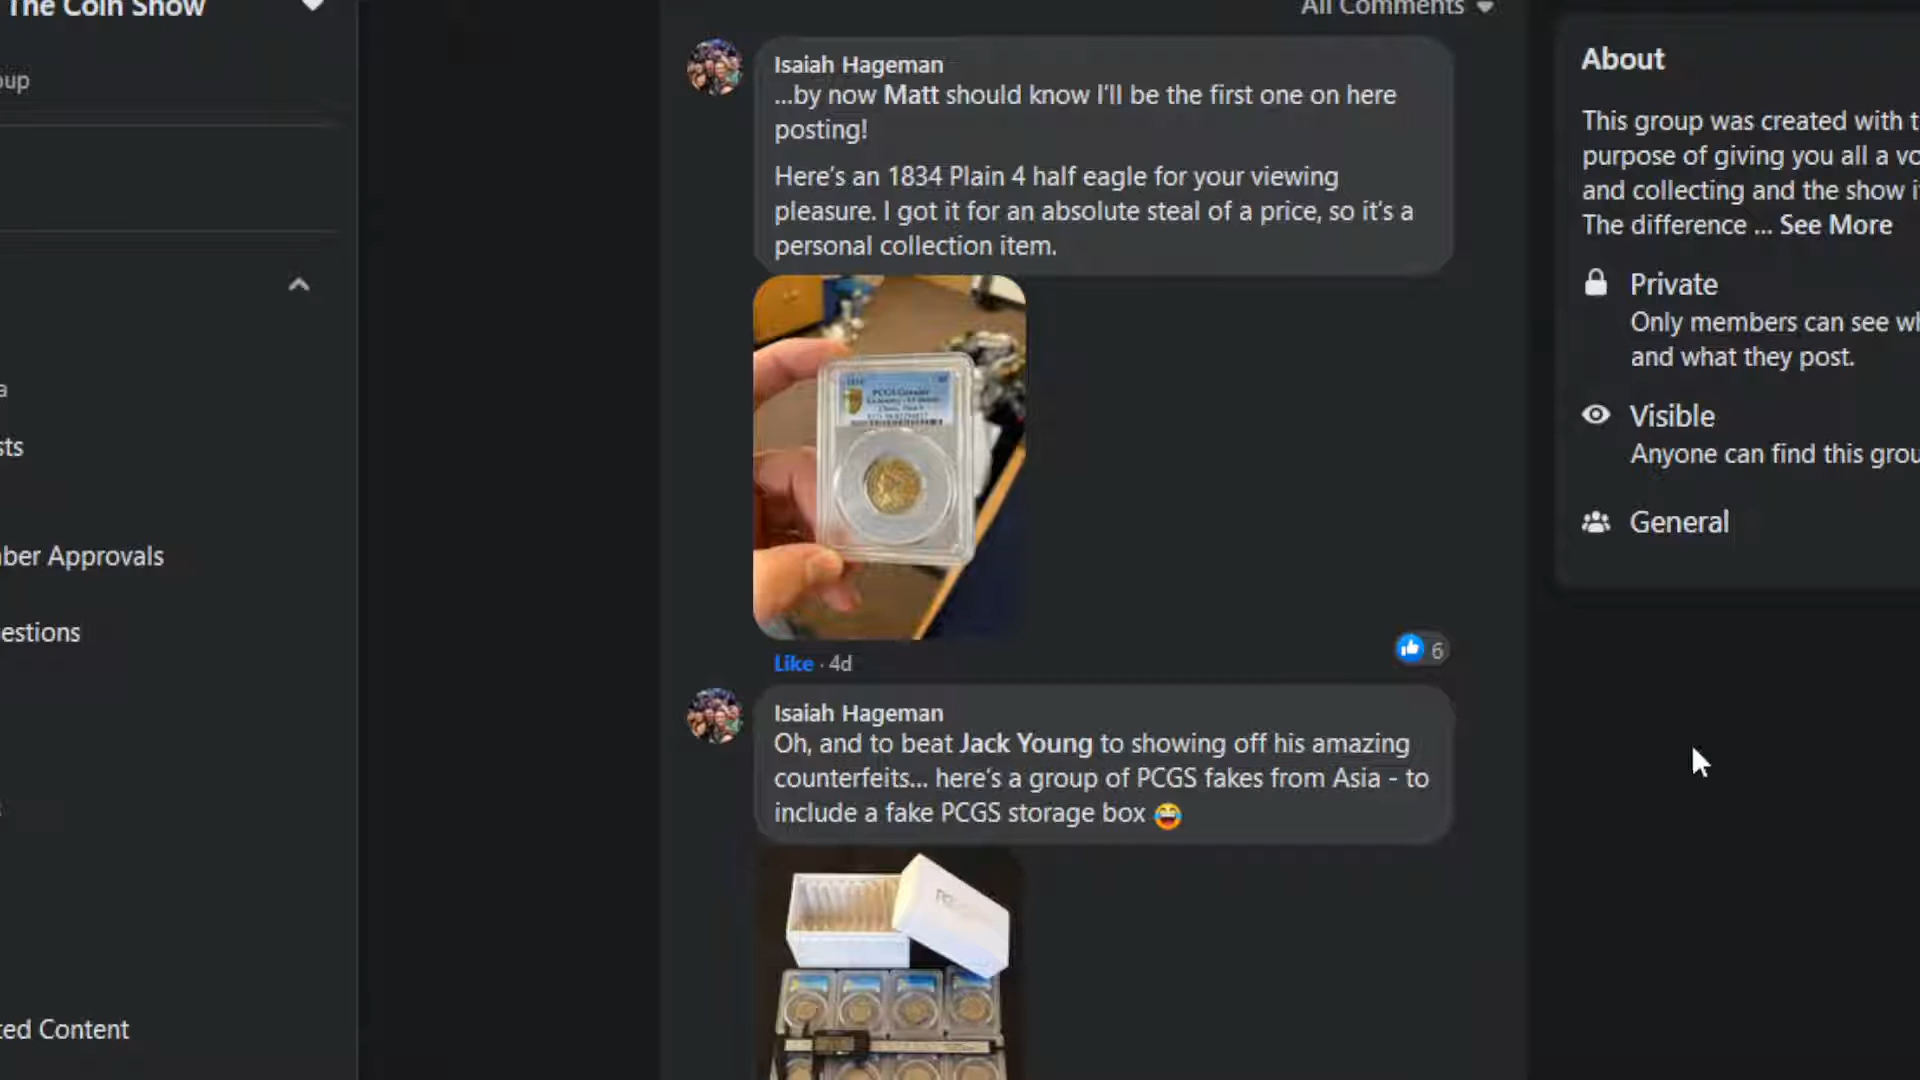 The Coin Show
oup
a
sts
ber Approvals
estions
ted Content
All Comments
Isaiah Hageman
...by now Matt should know I'll be the first one on here
posting!
Here's an 1834 Plain 4 half eagle for your viewing
pleasure. I got it for an absolute steal of a price, so it's a
personal collection item.
PCGS Genuine
Like · 4d
6
Isaiah Hageman
Oh, and to beat Jack Young to showing off his amazing
counterfeits... here's a group of PCGS fakes from Asia - to
include a fake PCGS storage box 😂
About
This group was created with t
purpose of giving you all a vo
and collecting and the show i
The difference ... See More
Private
Only members can see wh
and what they post.
Visible
Anyone can find this grou
General